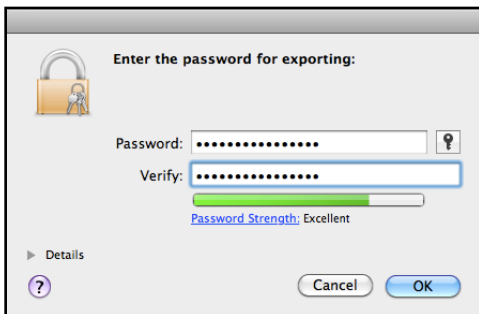 Enter the password for exporting:
Password: ••••••••••••••••
Verify: ••••••••••••••••
Password Strength: Excellent
Details
?
Cancel OK